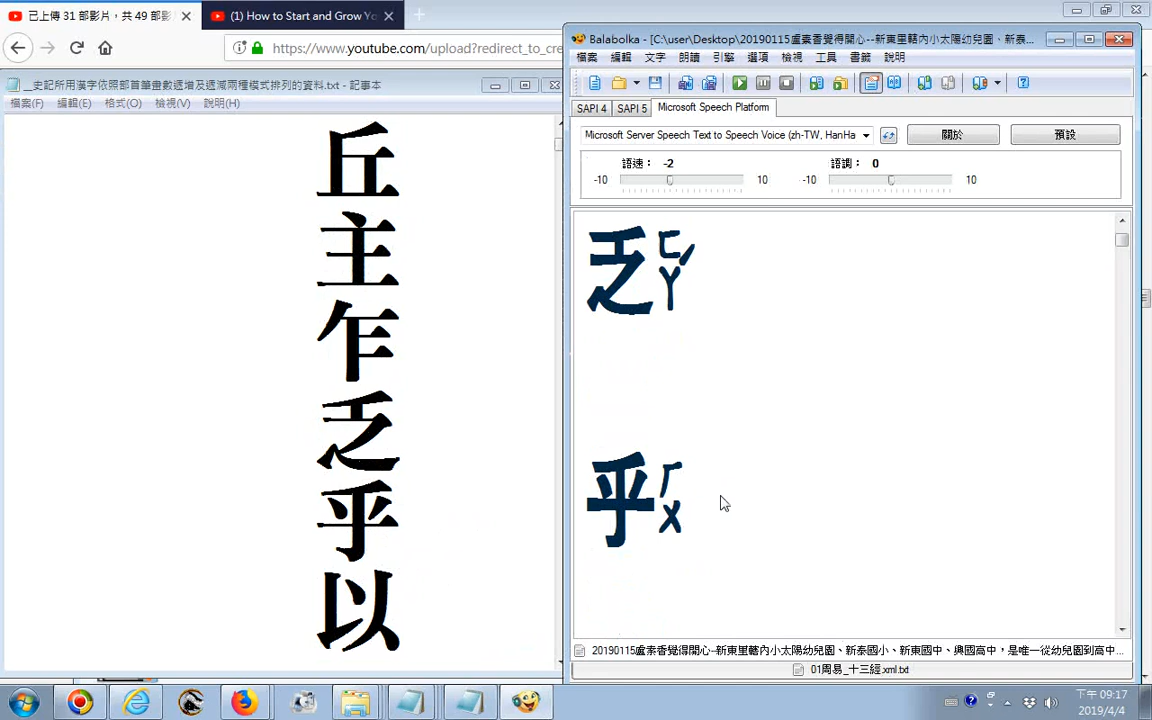 已上傳 31 部影片，共 49 部影
(1) How to Start and Grow Yo
https://www.youtube.com/upload?redirect_to_cre
__史記所用漢字依照部首筆畫數遞增及遞減兩種模式排列的資料.txt - 記事本
檔案(F) 編輯(E) 格式(O) 檢視(V) 說明(H)
丘
主
乍
乏
乎
以
Balabolka - [C:\user\Desktop\20190115盧素香覺得開心--新東里轄內小太陽幼兒園、新泰...
檔案 編輯 文字 朗讀 引擎 選項 檢視 工具 書籤 說明
SAPI 4 SAPI 5 Microsoft Speech Platform
Microsoft Server Speech Text to Speech Voice (zh-TW, HanHa
關於 預設
語速： -2 語調： 0
-10 10 -10 10
乏ㄈㄚˊ
乎ㄏㄨ
20190115盧素香覺得開心--新東里轄內小太陽幼兒園、新泰國小、新東國中、興國高中，是唯一從幼兒園到高中...
01周易_十三經.xml.txt
下午 09:17
2019/4/4